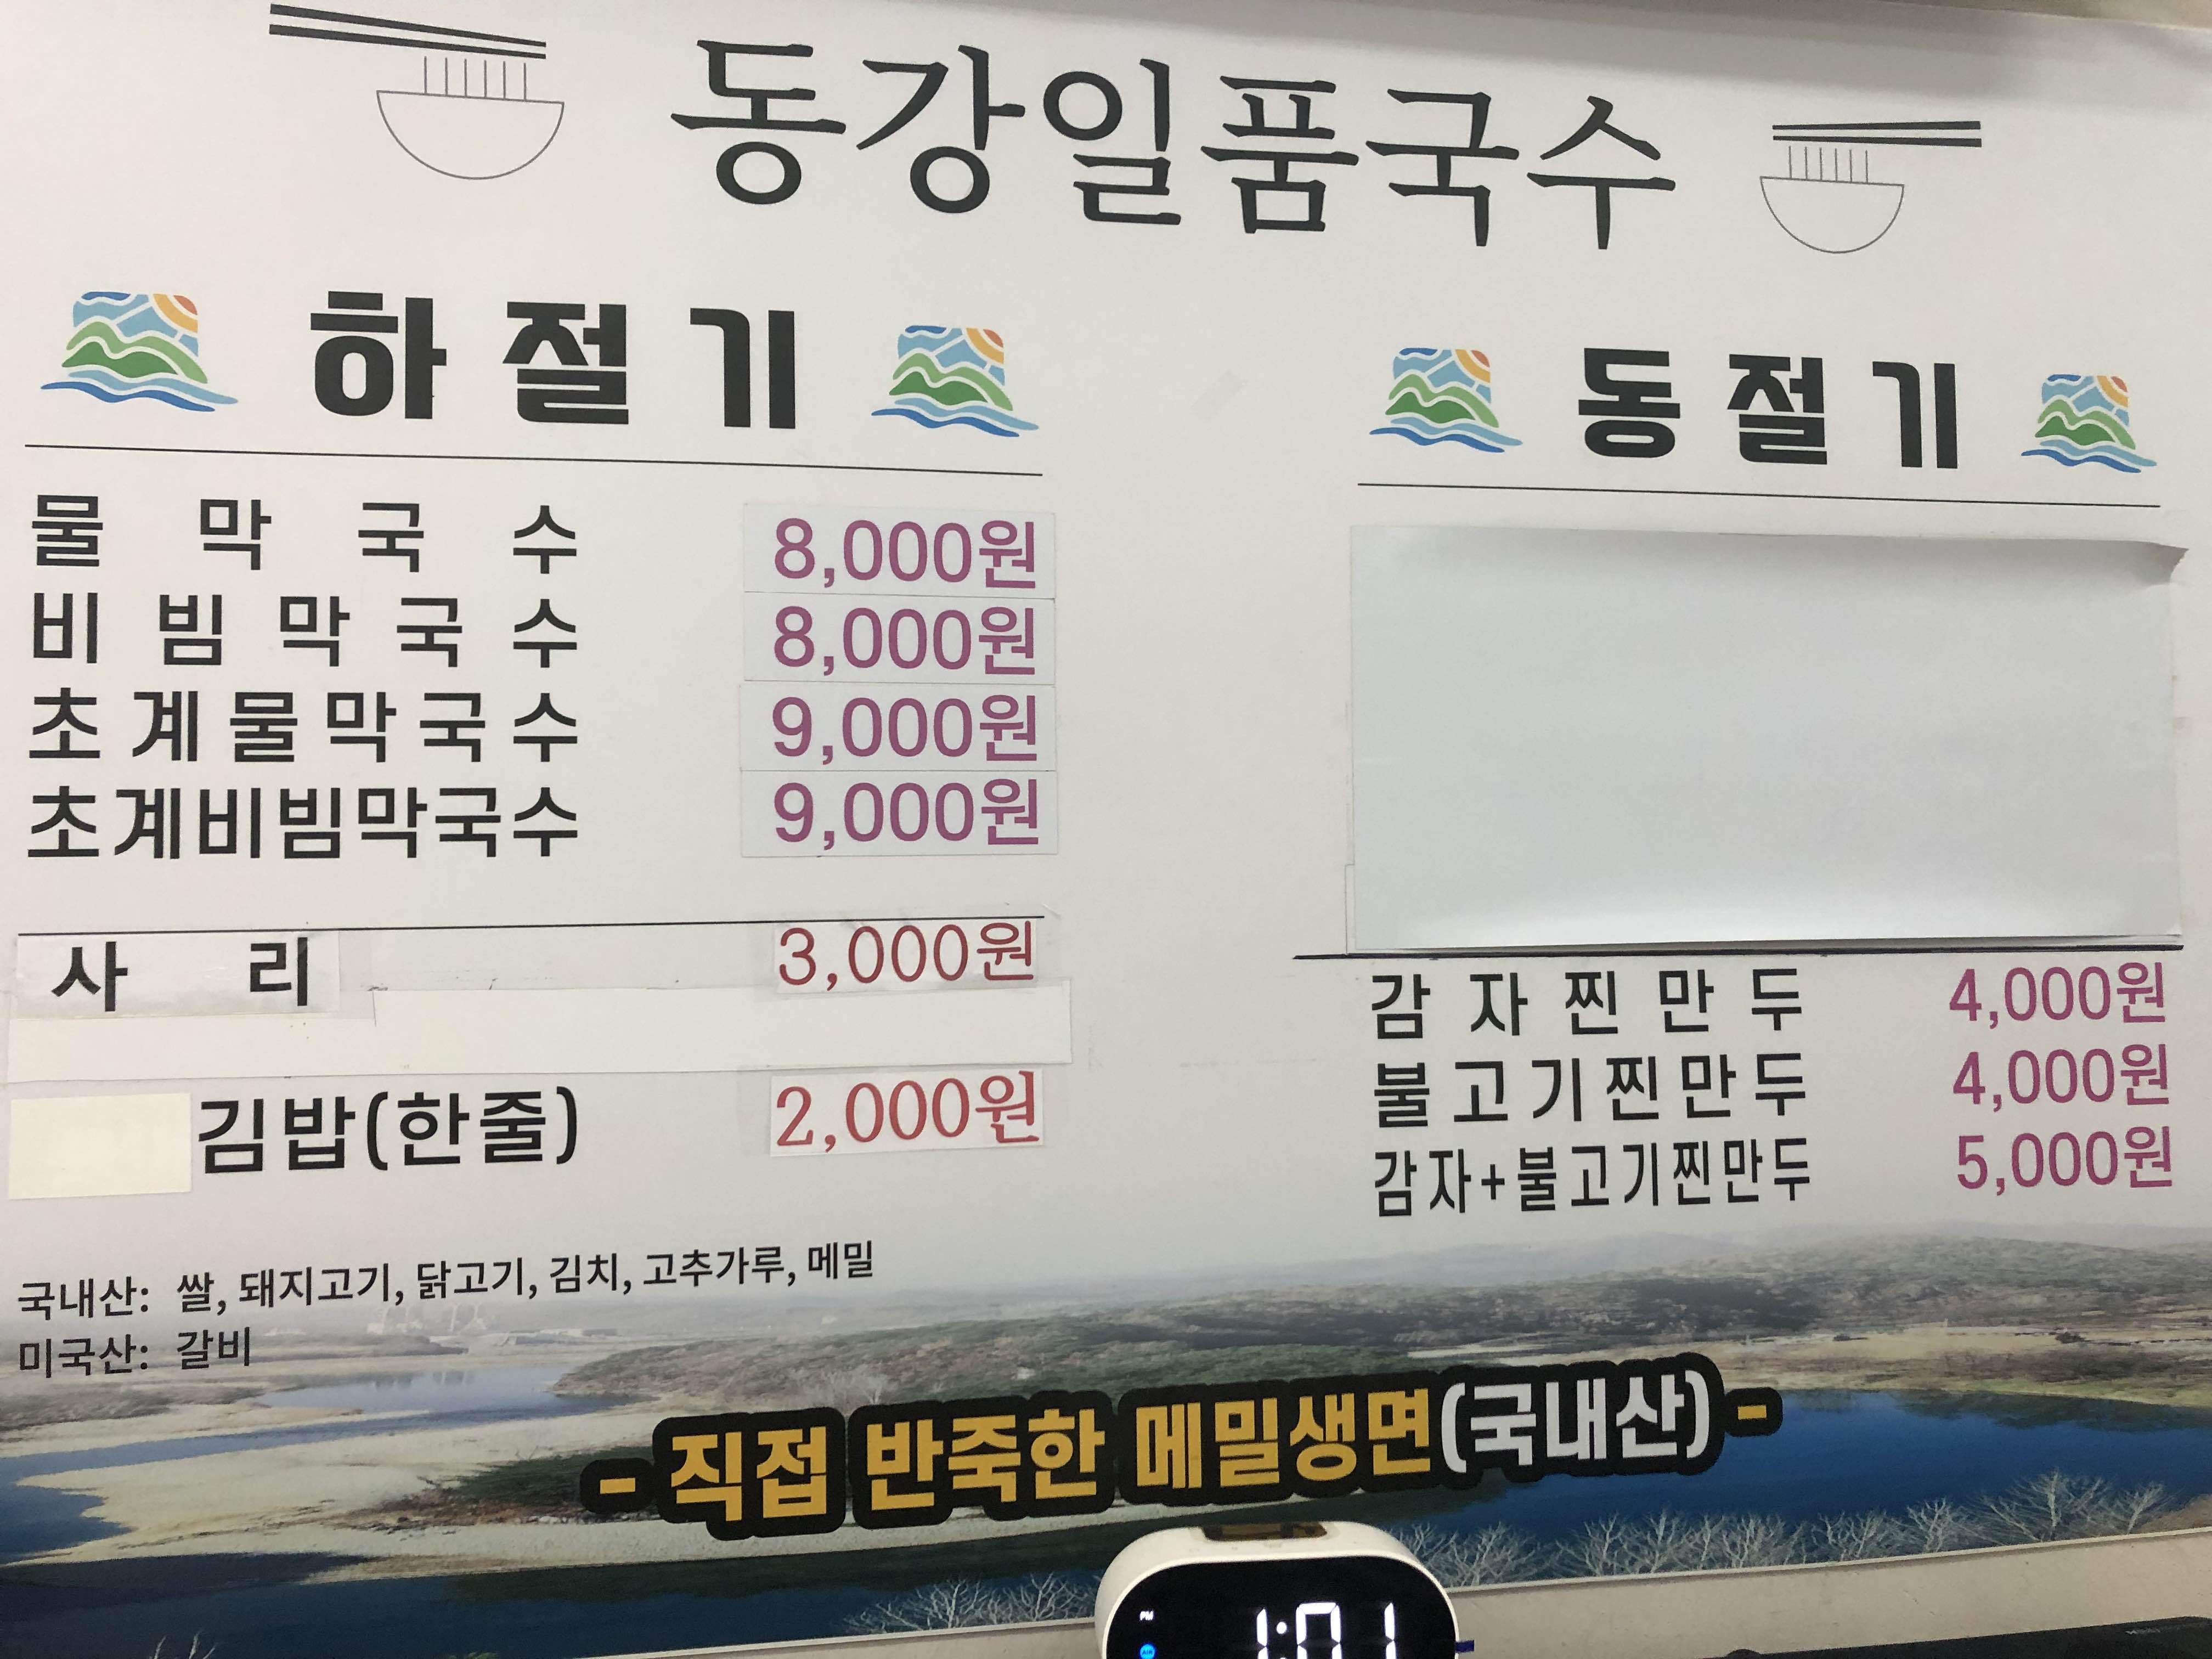 동강일품국수
하절기
물막국수 8,000원
비빔막국수 8,000원
초계물막국수 9,000원
초계비빔막국수 9,000원
사리 3,000원
김밥(한줄) 2,000원
동절기
감자찐만두 4,000원
불고기찐만두 4,000원
감자+불고기찐만두 5,000원
국내산: 쌀, 돼지고기, 닭고기, 김치, 고추가루, 메밀
미국산: 갈비
- 직접 반죽한 메밀생면(국내산) -
PM 1:01